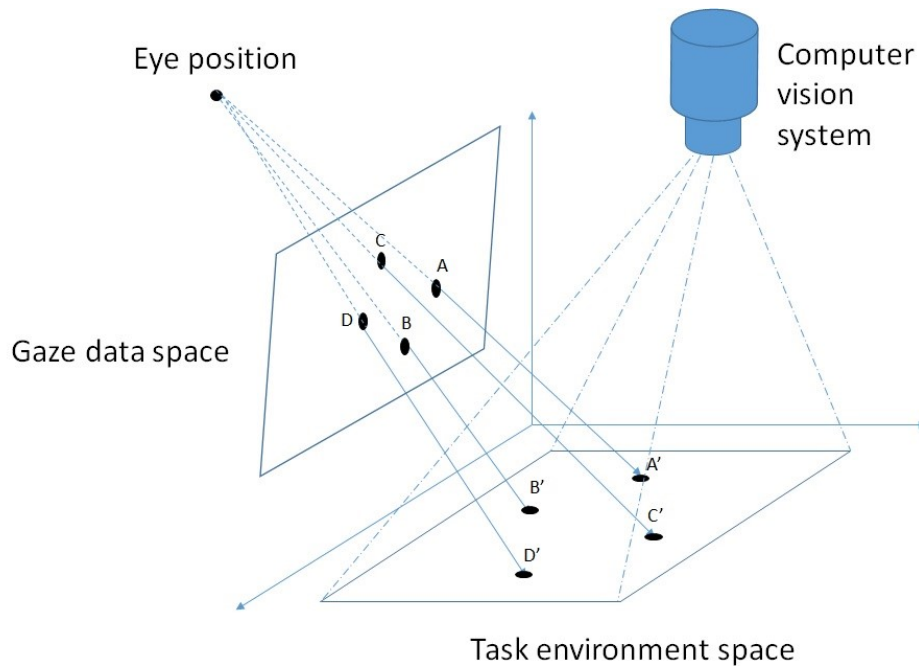 Eye position
Computer
vision
system
C
A
D
B
Gaze data space
A’
B’
C’
D’
Task environment space